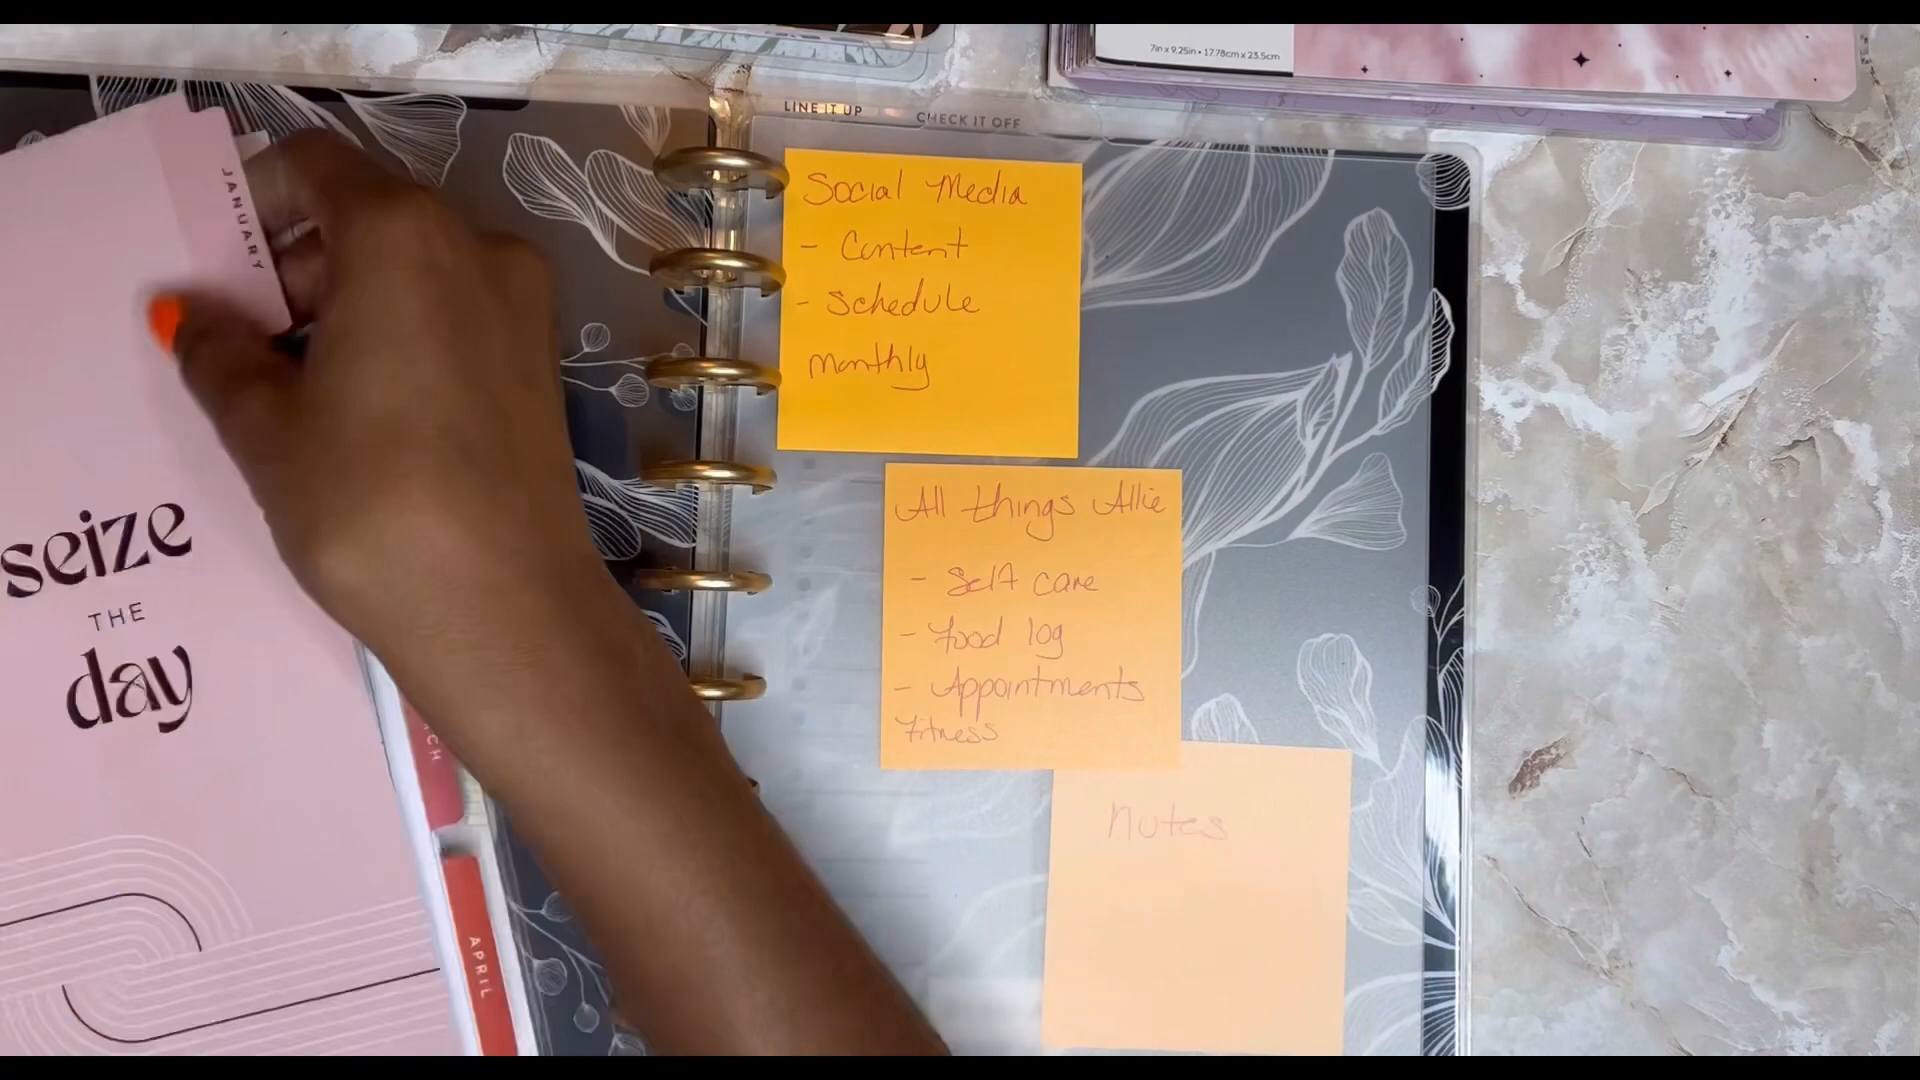 7in x 9.25in • 17.78cm x 23.5cm
LINE IT UP
CHECK IT OFF
JANUARY
seize
THE
day
APRIL
Social Media
- Content
- Schedule
monthly
All things Allie
- Self care
- Food log
- Appointments
Fitness
Notes